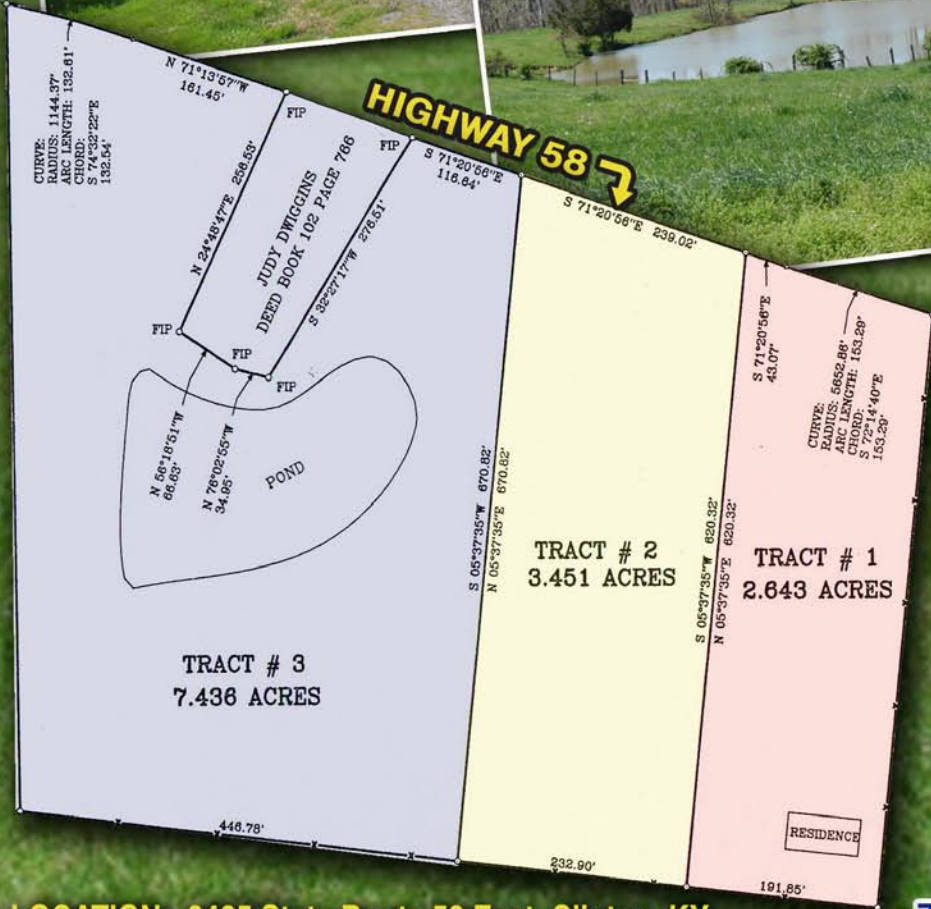 CURVE:
RADIUS: 1144.37'
ARC LENGTH: 132.61'
CHORD:
S 74°32'22"E
132.54'
N 71°13'57"W
161.45'
FIP
N 24°48'47"E 256.53'
JUDY DWIGGINS
DEED BOOK 102 PAGE 766
FIP
S 32°27'17"W 276.51'
S 71°20'56"E
116.64'
HIGHWAY 58
S 71°20'56"E 239.02'
S 71°20'56"E
43.07'
CURVE:
RADIUS: 5652.86'
ARC LENGTH: 153.29'
CHORD:
S 72°14'40"E
153.29'
FIP
FIP
FIP
N 56°18'51"W
66.63'
N 76°02'55"W
34.95'
POND
S 05°37'35"W 670.82'
N 05°37'35"E 670.82'
TRACT # 2
3.451 ACRES
S 05°37'35"W 620.32'
N 05°37'35"E 620.32'
TRACT # 1
2.643 ACRES
TRACT # 3
7.436 ACRES
RESIDENCE
446.78'
232.90'
191.85'